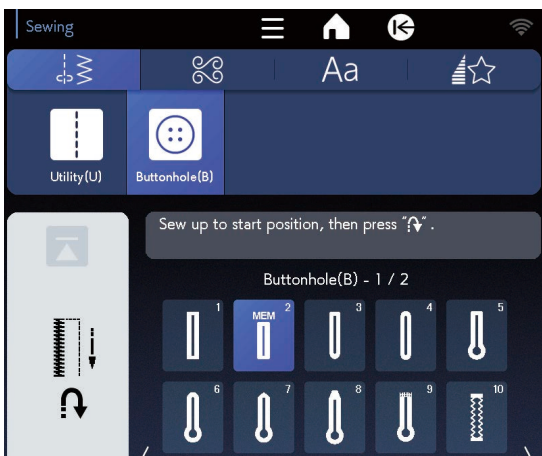 Sewing
Aa
Utility(U)
Buttonhole(B)
Sew up to start position, then press "".
Buttonhole(B) - 1 / 2
1
MEM 2
3
4
5
6
7
8
9
10